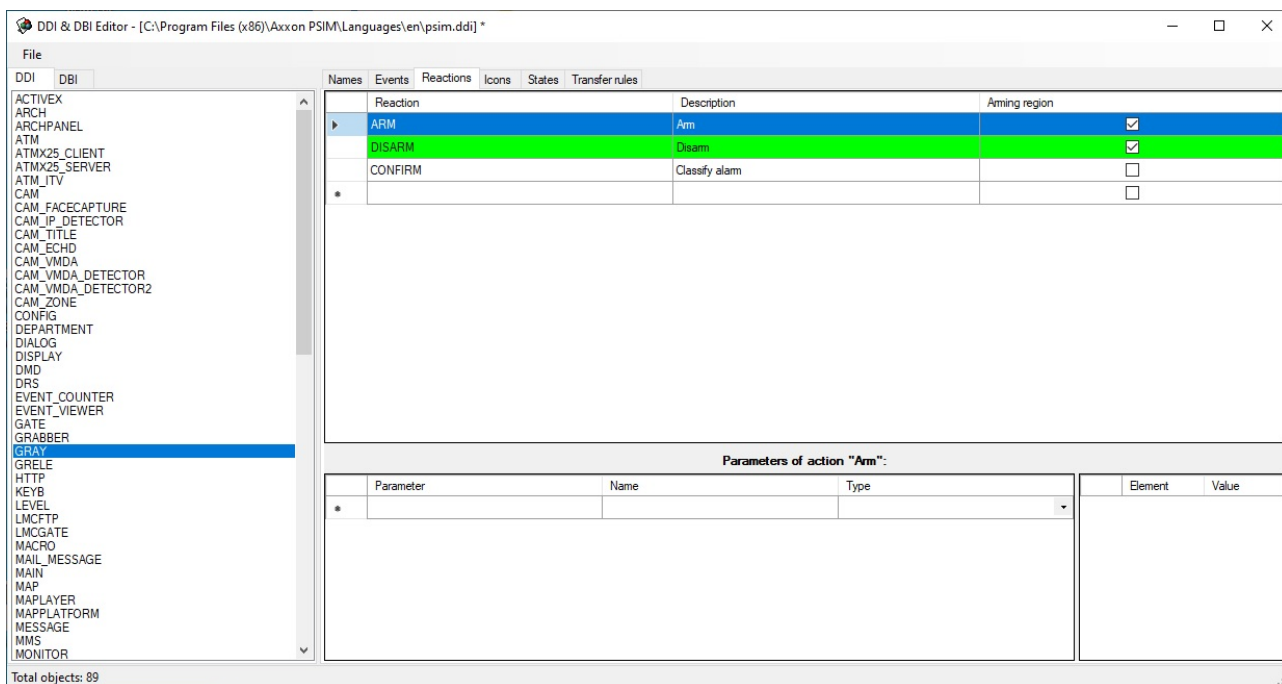 DDI & DBI Editor - [C:\Program Files (x86)\Axxon PSIM\Languages\en\psim.ddi] *
File
DDI DBI
ACTIVEX
ARCH
ARCHPANEL
ATM
ATMX25_CLIENT
ATMX25_SERVER
ATM_ITV
CAM
CAM_FACECAPTURE
CAM_IP_DETECTOR
CAM_TITLE
CAM_ECHD
CAM_VMDA
CAM_VMDA_DETECTOR
CAM_VMDA_DETECTOR2
CAM_ZONE
CONFIG
DEPARTMENT
DIALOG
DISPLAY
DMD
DRS
EVENT_COUNTER
EVENT_VIEWER
GATE
GRABBER
GRAY
GRELE
HTTP
KEYB
LEVEL
LMCFTP
LMCGATE
MACRO
MAIL_MESSAGE
MAIN
MAP
MAPLAYER
MAPPLATFORM
MESSAGE
MMS
MONITOR
Names Events Reactions Icons States Transfer rules
Reaction Description Arming region
ARM Arm
DISARM Disarm
CONFIRM Classify alarm
Parameters of action "Arm":
Parameter Name Type
Element Value
Total objects: 89